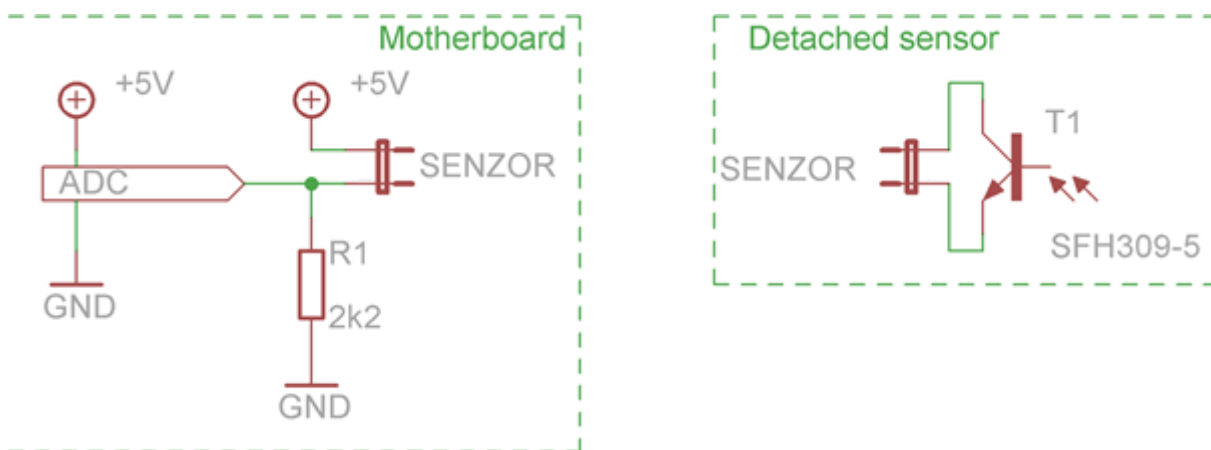 Motherboard
+5V
+5V
ADC
SENZOR
R1
2k2
GND
GND
Detached sensor
T1
SENZOR
SFH309-5